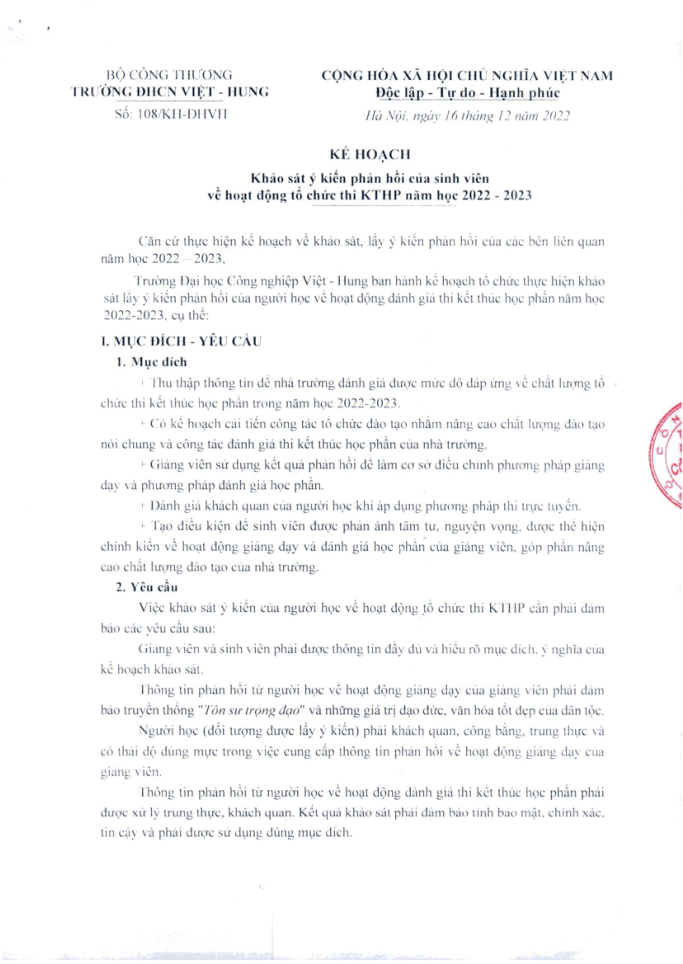 BỘ CÔNG THƯƠNG
TRƯỜNG ĐHCN VIỆT - HUNG
Số: 108/KH-ĐHVH
CỘNG HÒA XÃ HỘI CHỦ NGHĨA VIỆT NAM
Độc lập - Tự do - Hạnh phúc
Hà Nội, ngày 16 tháng 12 năm 2022
KẾ HOẠCH
Khảo sát ý kiến phản hồi của sinh viên
về hoạt động tổ chức thi KTHP năm học 2022 - 2023
Căn cứ thực hiện kế hoạch về khảo sát, lấy ý kiến phản hồi của các bên liên quan
năm học 2022 – 2023,
Trường Đại học Công nghiệp Việt - Hung ban hành kế hoạch tổ chức thực hiện khảo
sát lấy ý kiến phản hồi của người học về hoạt động đánh giá thi kết thúc học phần năm học
2022-2023, cụ thể:
I. MỤC ĐÍCH - YÊU CẦU
1. Mục đích
+ Thu thập thông tin để nhà trường đánh giá được mức độ đáp ứng về chất lượng tổ
chức thi kết thúc học phần trong năm học 2022-2023.
+ Có kế hoạch cải tiến công tác tổ chức đào tạo nhằm nâng cao chất lượng đào tạo
nói chung và công tác đánh giá thi kết thúc học phần của nhà trường.
+ Giảng viên sử dụng kết quả phản hồi để làm cơ sở điều chỉnh phương pháp giảng
dạy và phương pháp đánh giá học phần.
+ Đánh giá khách quan của người học khi áp dụng phương pháp thi trực tuyến.
+ Tạo điều kiện để sinh viên được phản ánh tâm tư, nguyện vọng, được thể hiện
chính kiến về hoạt động giảng dạy và đánh giá học phần của giảng viên, góp phần nâng
cao chất lượng đào tạo của nhà trường.
2. Yêu cầu
Việc khảo sát ý kiến của người học về hoạt động tổ chức thi KTHP cần phải đảm
bảo các yêu cầu sau:
Giảng viên và sinh viên phải được thông tin đầy đủ và hiểu rõ mục đích, ý nghĩa của
kế hoạch khảo sát.
Thông tin phản hồi từ người học về hoạt động giảng dạy của giảng viên phải đảm
bảo truyền thống "Tôn sư trọng đạo" và những giá trị đạo đức, văn hóa tốt đẹp của dân tộc.
Người học (đối tượng được lấy ý kiến) phải khách quan, công bằng, trung thực và
có thái độ đúng mực trong việc cung cấp thông tin phản hồi về hoạt động giảng dạy của
giảng viên.
Thông tin phản hồi từ người học về hoạt động đánh giá thi kết thúc học phần phải
được xử lý trung thực, khách quan. Kết quả khảo sát phải đảm bảo tính bảo mật, chính xác,
tin cậy và phải được sử dụng đúng mục đích.